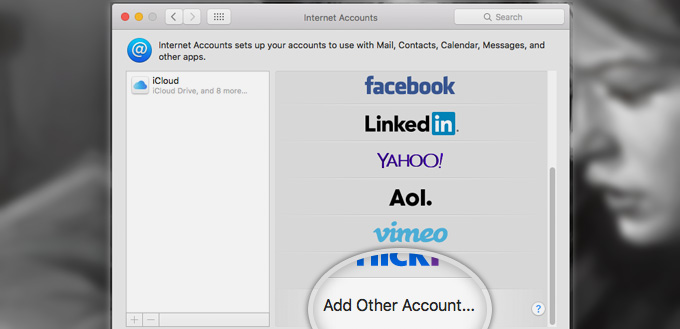 Internet Accounts
Search
@ Internet Accounts sets up your accounts to use with Mail, Contacts, Calendar, Messages, and
other apps.
iCloud
iCloud Drive, and 8 more...
facebook
Linked in
YAHOO!
Aol.
vimeo
flickr
Add Other Account...
?
+ −